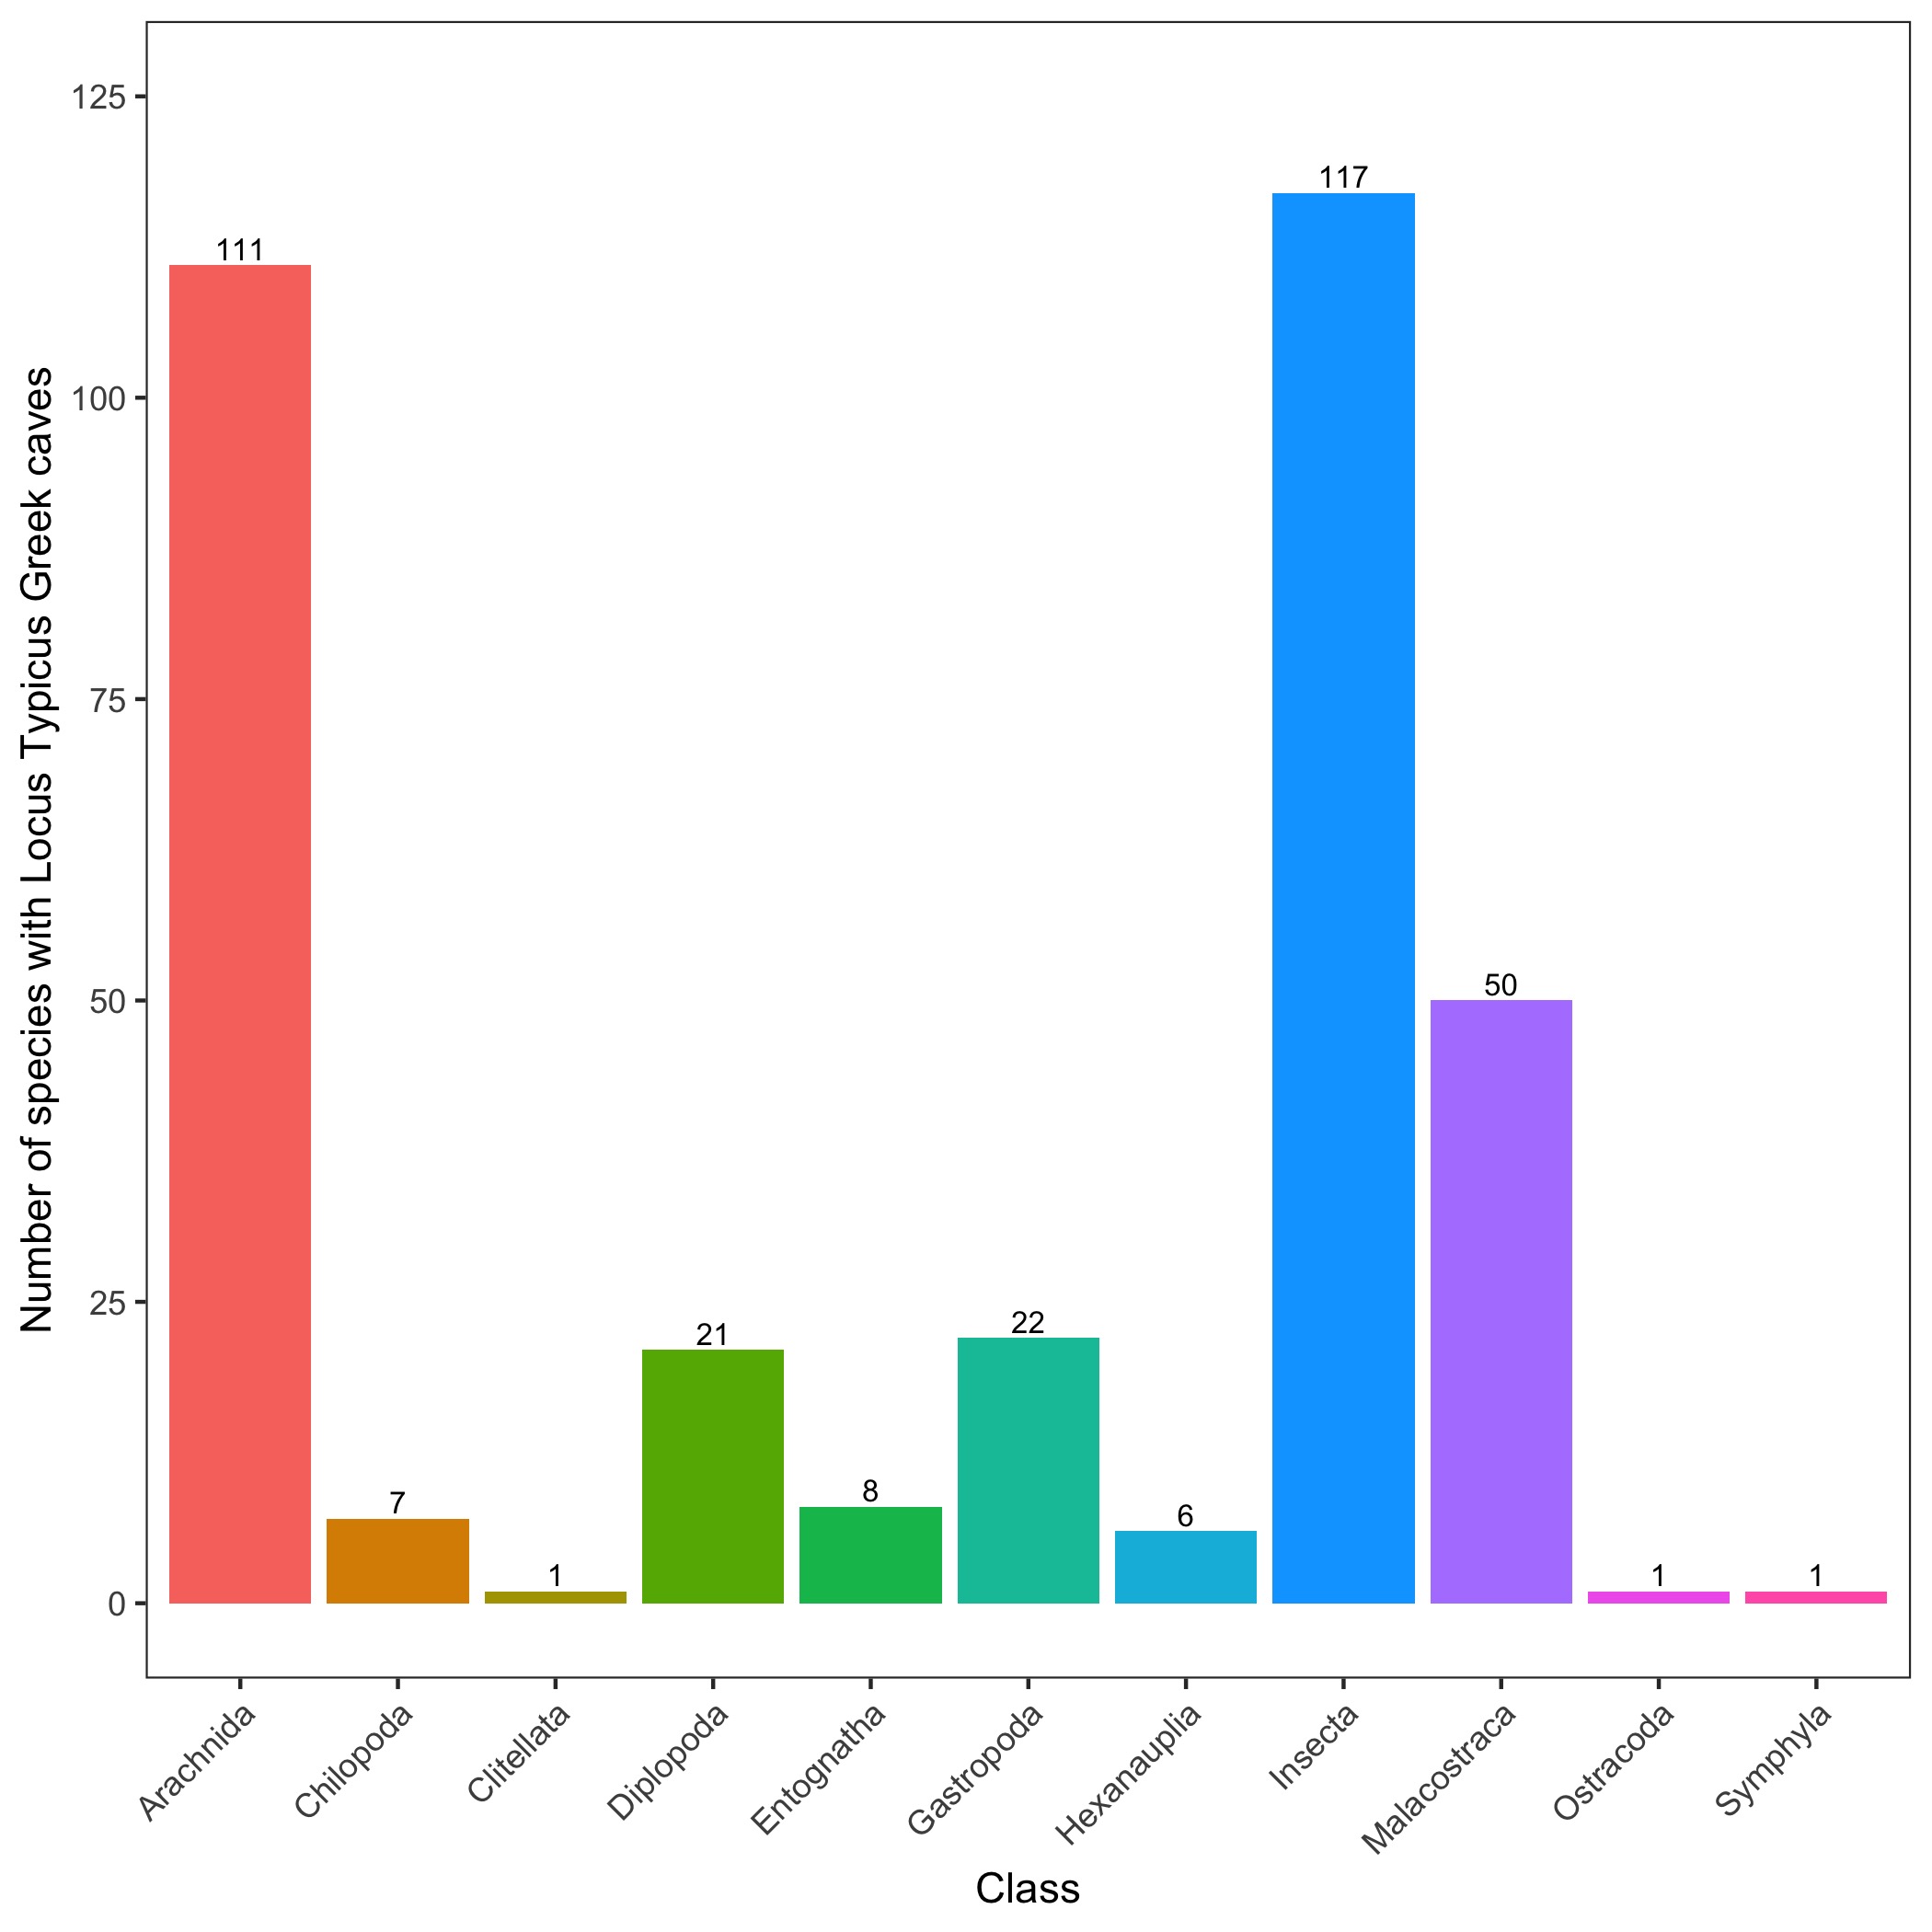 Number of species with Locus Typicus Greek caves
125
100
75
50
25
0
111
7
1
21
8
22
6
117
50
1
1
Arachnida
Chilopoda
Clitellata
Diplopoda
Entognatha
Gastropoda
Hexanauplia
Insecta
Malacostraca
Ostracoda
Symphyla
Class